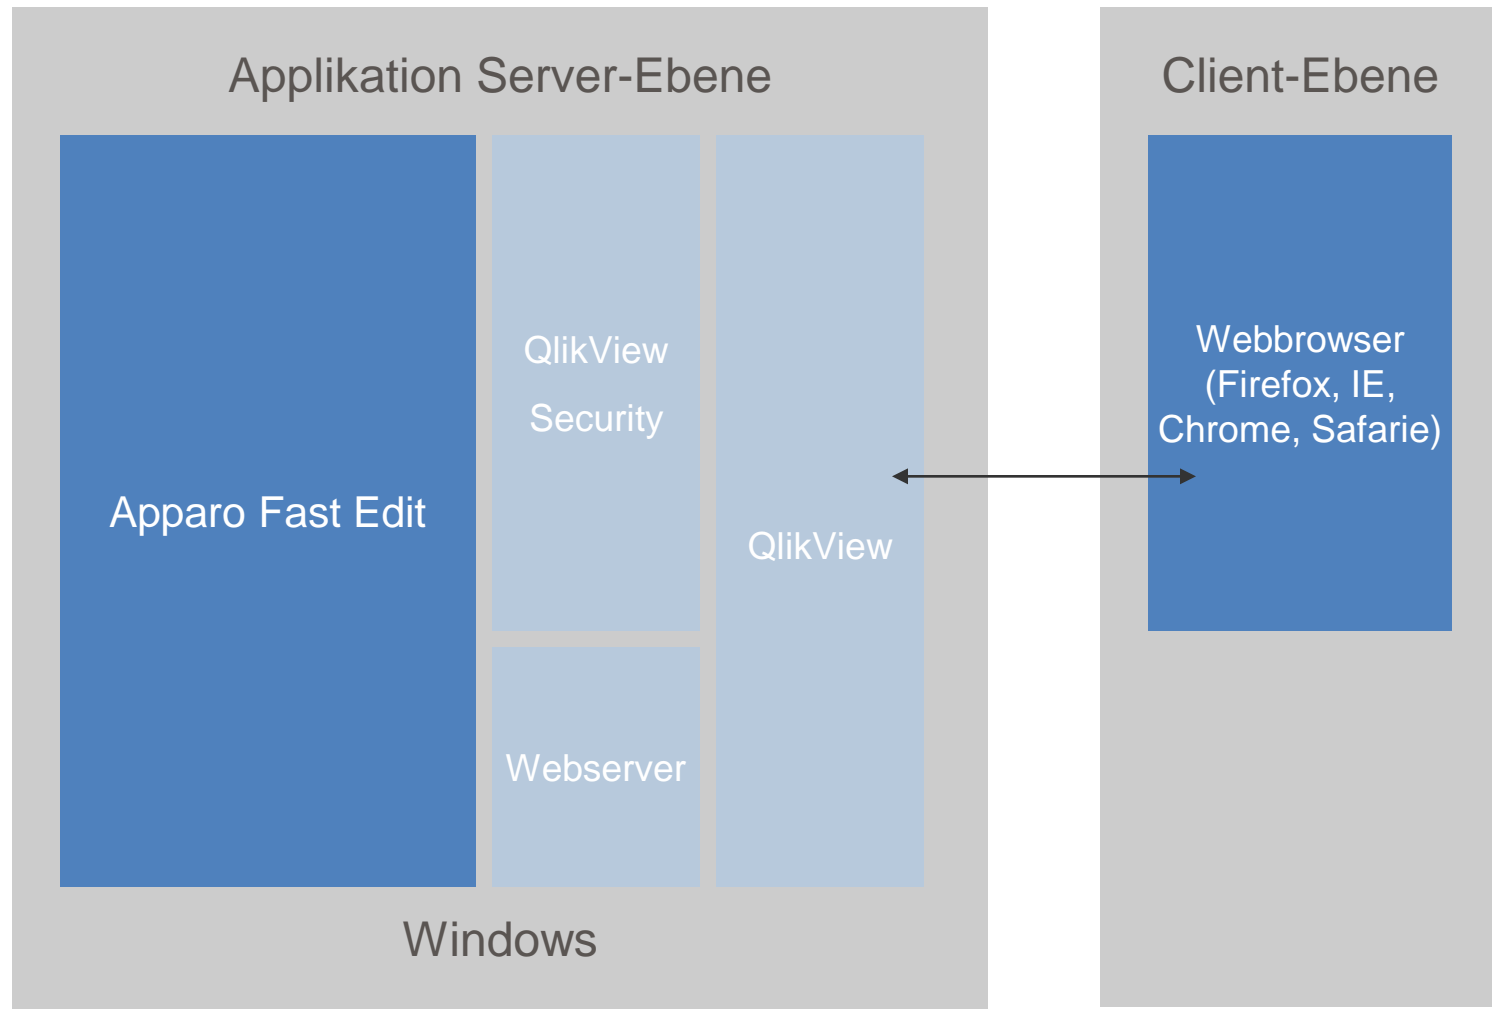 Applikation Server-Ebene
Apparo Fast Edit
QlikView
Security
Webserver
QlikView
Windows
Client-Ebene
Webbrowser
(Firefox, IE,
Chrome, Safarie)